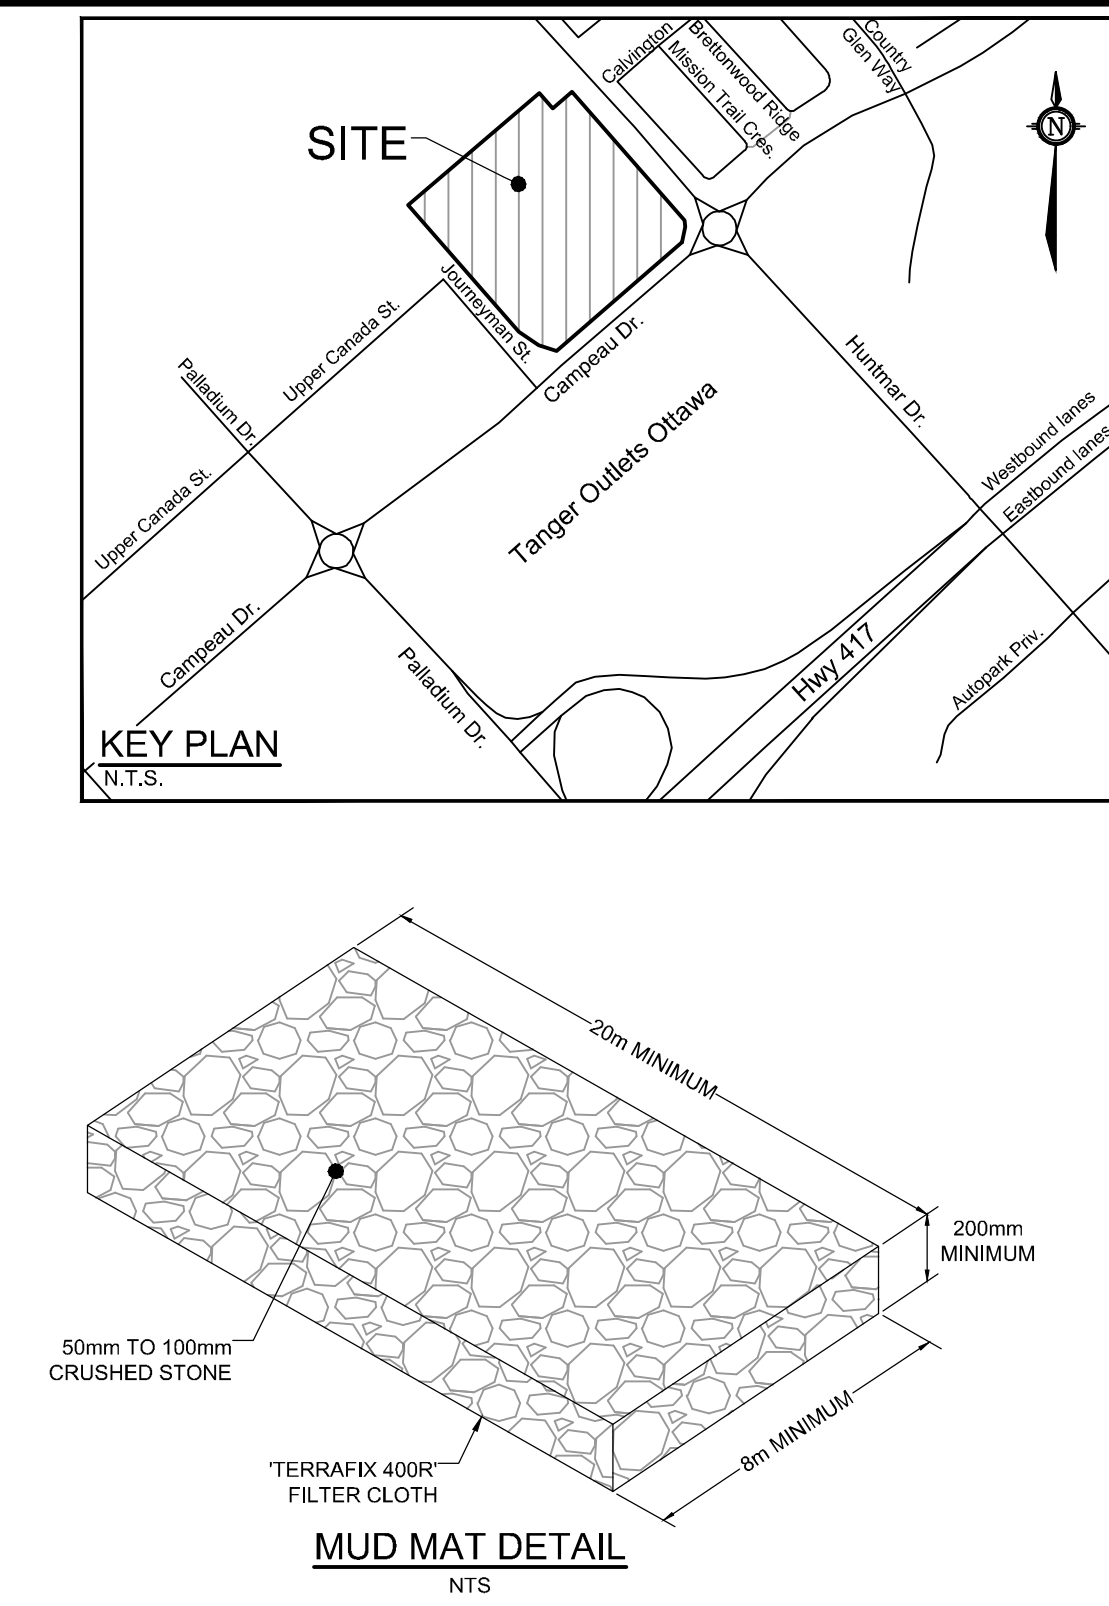 Calvington
Brettonwood Ridge
Mission Trail Cres.
Country
Glen Way
N
SITE
Journeyman St.
Upper Canada St.
Campeau Dr.
Palladium Dr.
Huntmar Dr.
Tanger Outlets Ottawa
Westbound lanes
Eastbound lanes
Upper Canada St.
Campeau Dr.
Palladium Dr.
Hwy 417
Autopark Priv.
KEY PLAN
N.T.S.
20m MINIMUM
200mm
MINIMUM
50mm TO 100mm
CRUSHED STONE
8m MINIMUM
'TERRAFIX 400R'
FILTER CLOTH
MUD MAT DETAIL
NTS